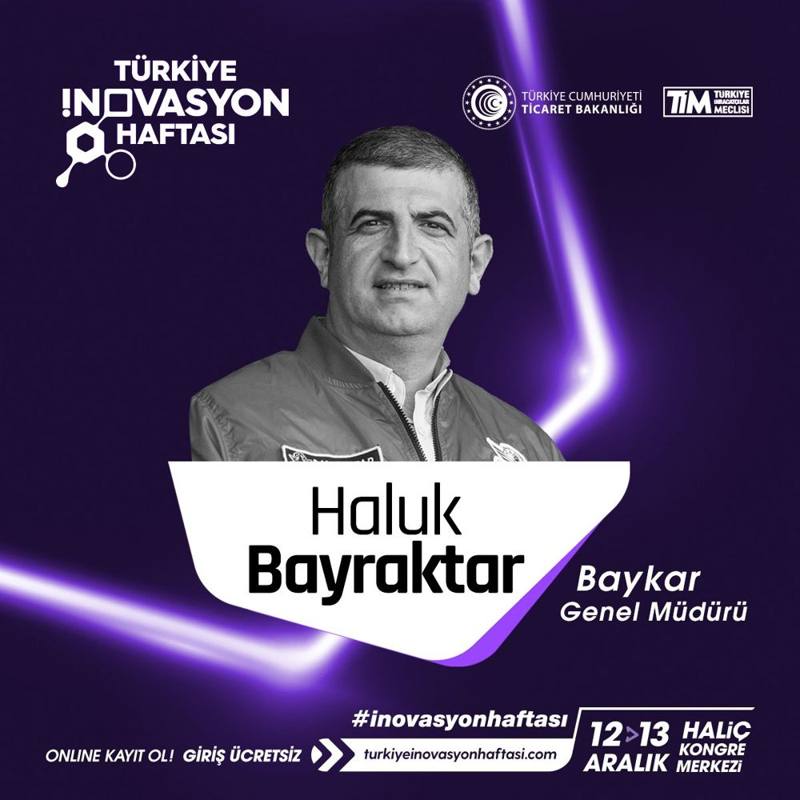 TÜRKİYE
!NOVASYON
HAFTASI
TÜRKİYE CUMHURİYETİ
TİCARET BAKANLIĞI
TİM
TÜRKİYE
İHRACATÇILAR
MECLİSİ
Haluk
Bayraktar
Baykar
Genel Müdürü
#inovasyonhaftası
ONLINE KAYIT OL! GİRİŞ ÜCRETSİZ
turkiyeinovasyonhaftasi.com
12>13
ARALIK
HALİÇ
KONGRE
MERKEZİ